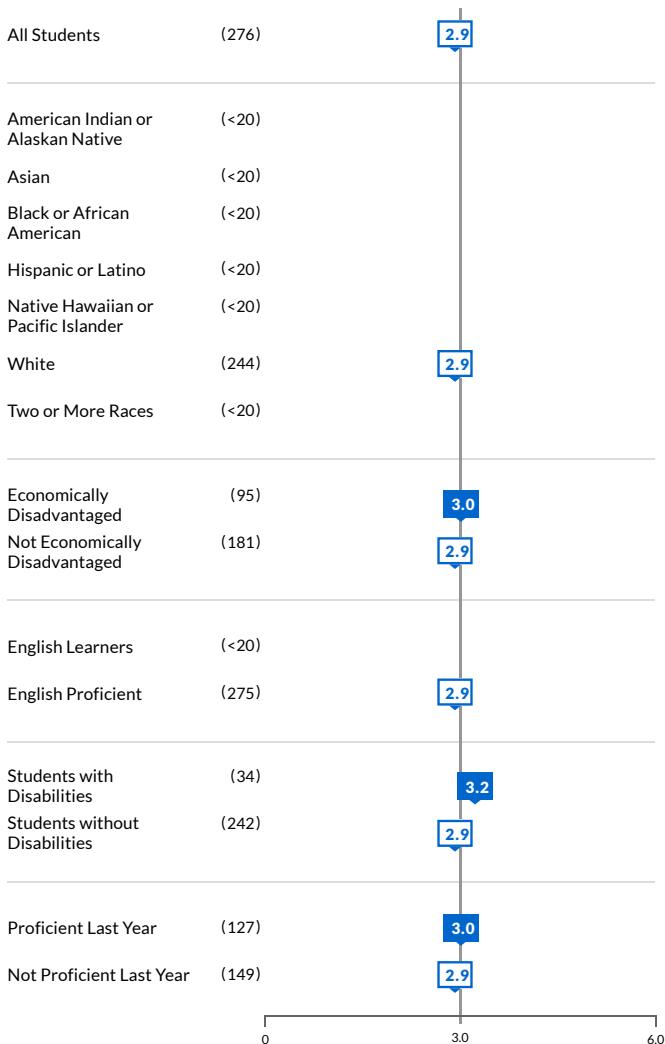 All Students (276) 2.9
American Indian or (<20)
Alaskan Native
Asian (<20)
Black or African (<20)
American
Hispanic or Latino (<20)
Native Hawaiian or (<20)
Pacific Islander
White (244) 2.9
Two or More Races (<20)
Economically (95) 3.0
Disadvantaged
Not Economically (181) 2.9
Disadvantaged
English Learners (<20)
English Proficient (275) 2.9
Students with (34) 3.2
Disabilities
Students without (242) 2.9
Disabilities
Proficient Last Year (127) 3.0
Not Proficient Last Year (149) 2.9
0 3.0 6.0